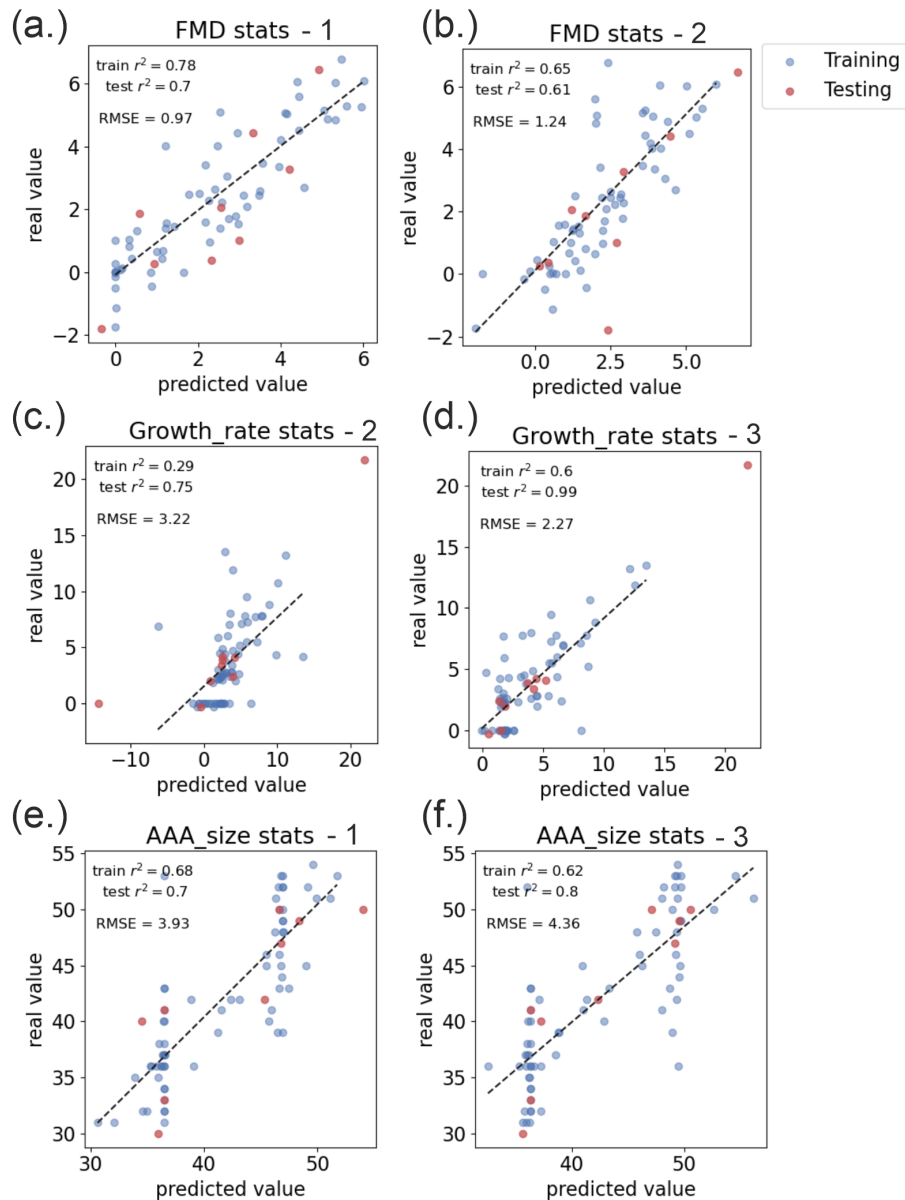 (a.)
FMD stats - 1
train r² = 0.78
test r² = 0.7
RMSE = 0.97
real value
6
4
2
0
−2
0
2
4
6
predicted value
(b.)
FMD stats - 2
train r² = 0.65
test r² = 0.61
RMSE = 1.24
real value
6
4
2
0
−2
0.0
2.5
5.0
predicted value
Training
Testing
(c.)
Growth_rate stats - 2
train r² = 0.29
test r² = 0.75
RMSE = 3.22
real value
20
15
10
5
0
−10
0
10
20
predicted value
(d.)
Growth_rate stats - 3
train r² = 0.6
test r² = 0.99
RMSE = 2.27
real value
20
15
10
5
0
0
5
10
15
20
predicted value
(e.)
AAA_size stats - 1
train r² = 0.68
test r² = 0.7
RMSE = 3.93
real value
55
50
45
40
35
30
30
40
50
predicted value
(f.)
AAA_size stats - 3
train r² = 0.62
test r² = 0.8
RMSE = 4.36
real value
55
50
45
40
35
30
40
50
predicted value